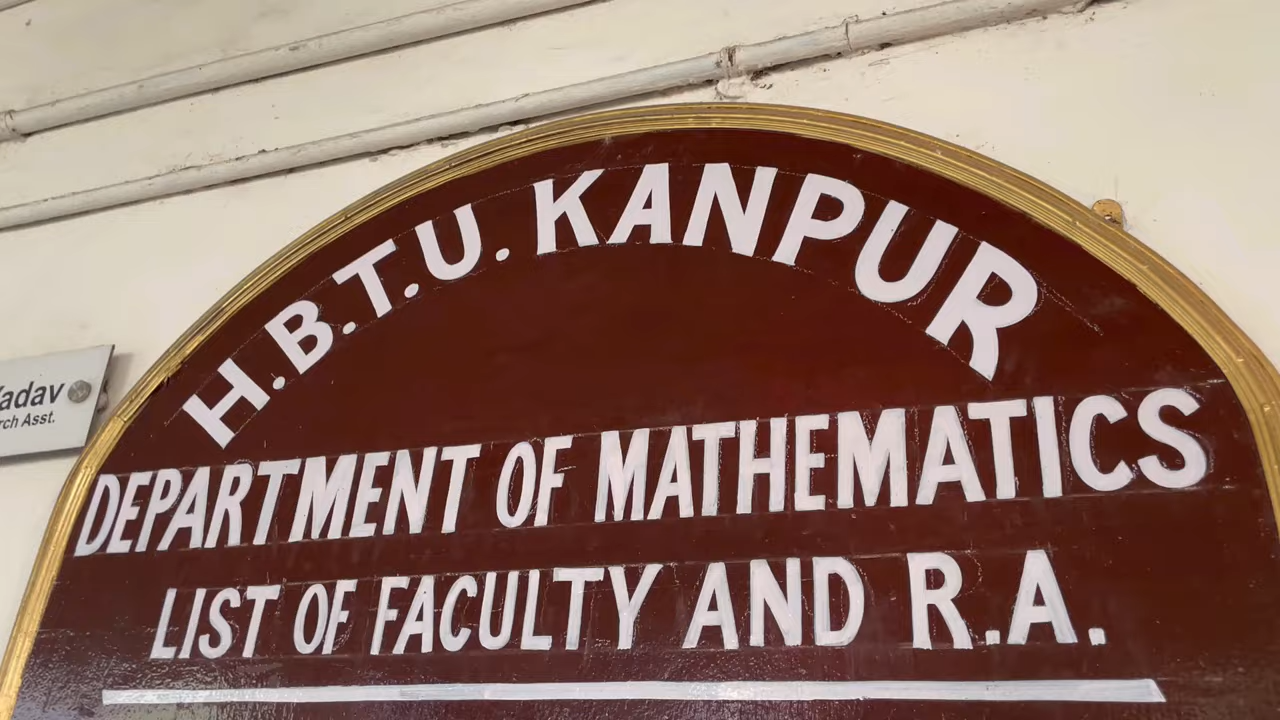 H.B.T.U. KANPUR
DEPARTMENT OF MATHEMATICS
LIST OF FACULTY AND R.A.
Yadav
rch Asst.